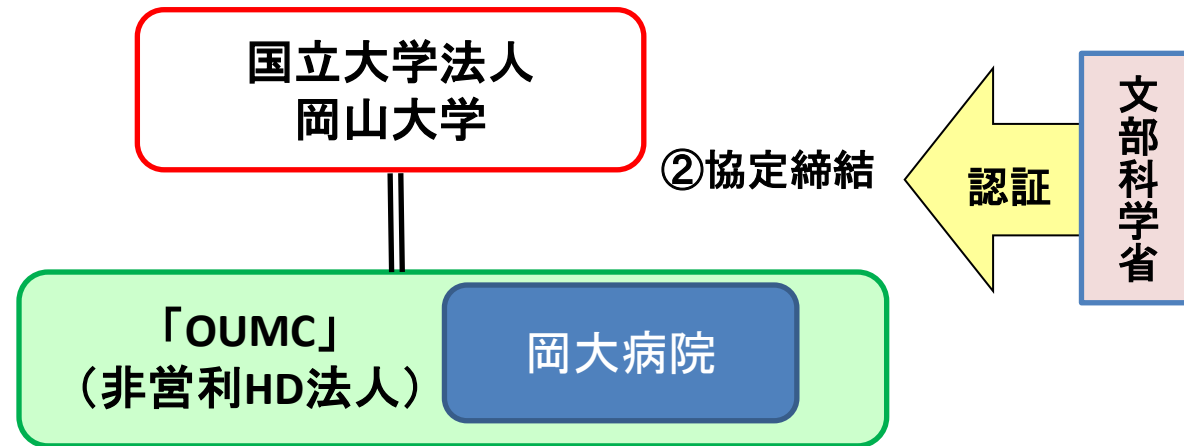 国立大学法人
岡山大学
②協定締結
認証
文部科学省
「OUMC」
（非営利HD法人）
岡大病院